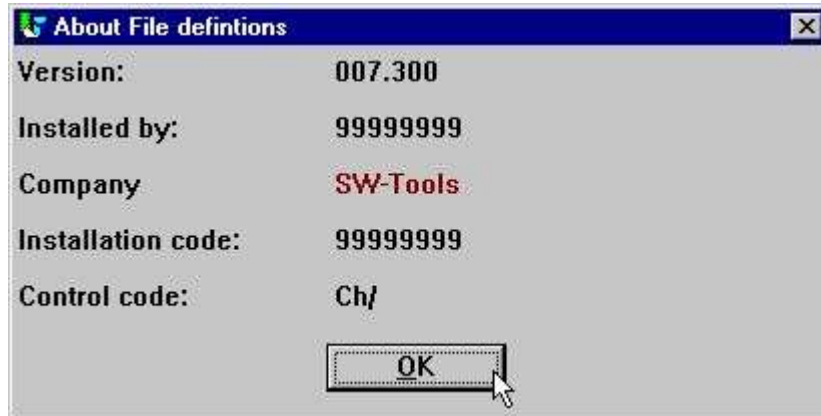 About File defintions
Version: 007.300
Installed by: 99999999
Company SW-Tools
Installation code: 99999999
Control code: Ch/
OK